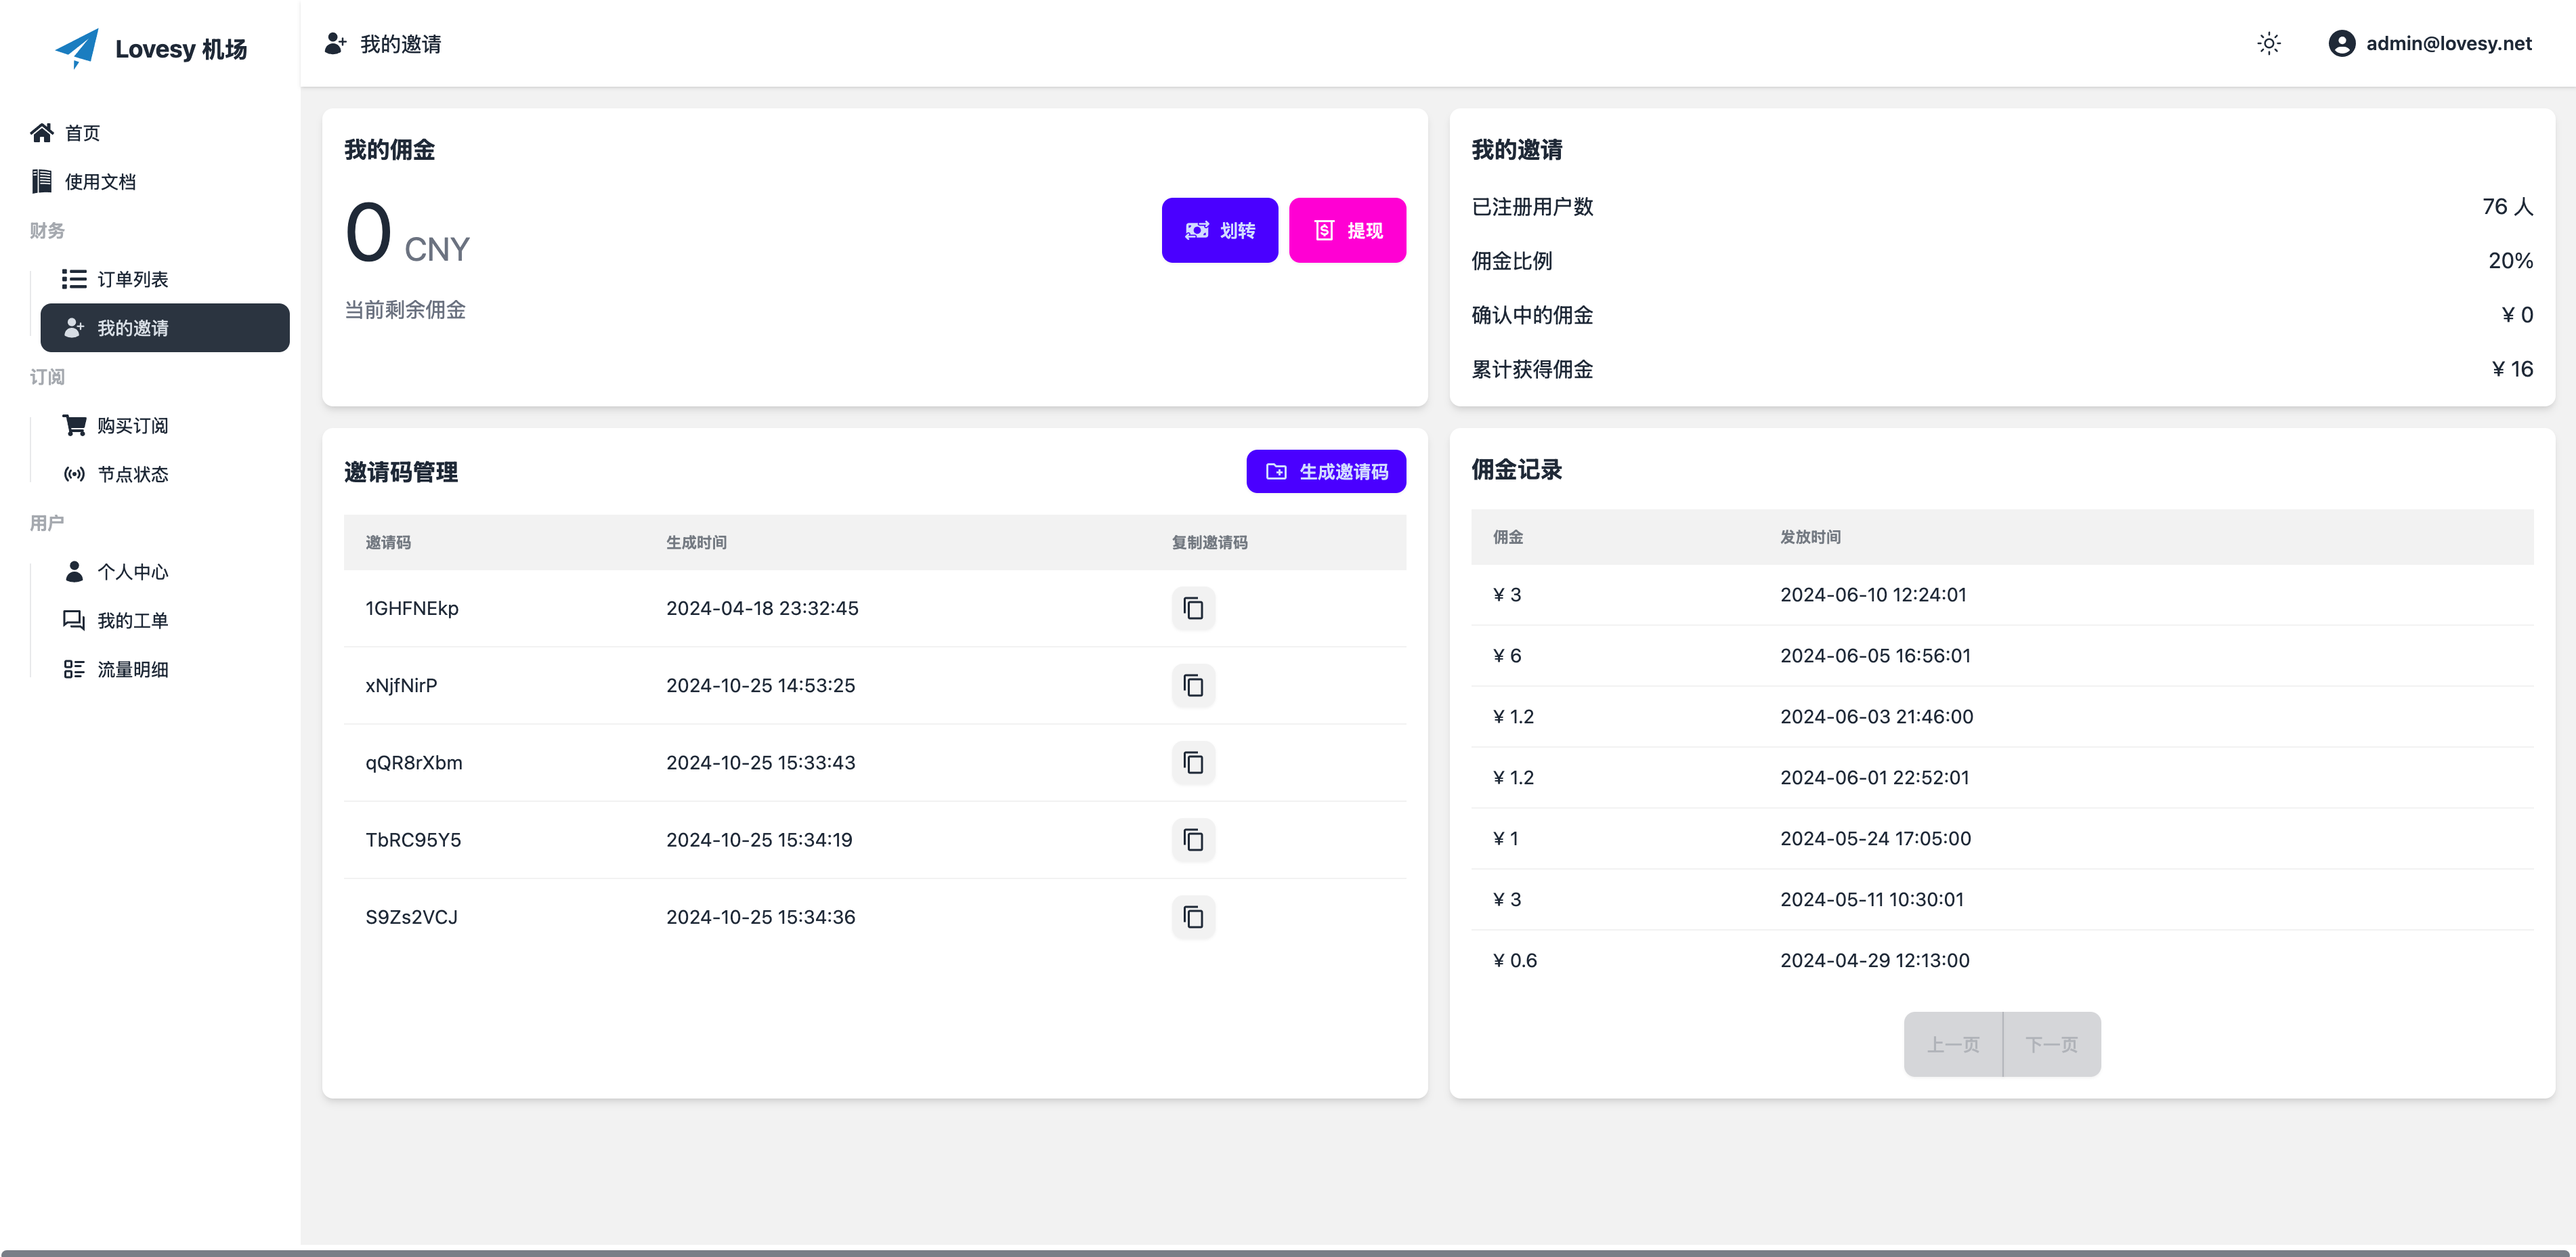 Lovesy 机场
首页
使用文档
财务
订单列表
我的邀请
订阅
购买订阅
节点状态
用户
个人中心
我的工单
流量明细
我的邀请
admin@lovesy.net
我的佣金
0 CNY
划转
提现
当前剩余佣金
我的邀请
已注册用户数 76 人
佣金比例 20%
确认中的佣金 ¥ 0
累计获得佣金 ¥ 16
邀请码管理
生成邀请码
邀请码 生成时间 复制邀请码
1GHFNEkp 2024-04-18 23:32:45
xNjfNirP 2024-10-25 14:53:25
qQR8rXbm 2024-10-25 15:33:43
TbRC95Y5 2024-10-25 15:34:19
S9Zs2VCJ 2024-10-25 15:34:36
佣金记录
佣金 发放时间
¥ 3 2024-06-10 12:24:01
¥ 6 2024-06-05 16:56:01
¥ 1.2 2024-06-03 21:46:00
¥ 1.2 2024-06-01 22:52:01
¥ 1 2024-05-24 17:05:00
¥ 3 2024-05-11 10:30:01
¥ 0.6 2024-04-29 12:13:00
上一页 下一页